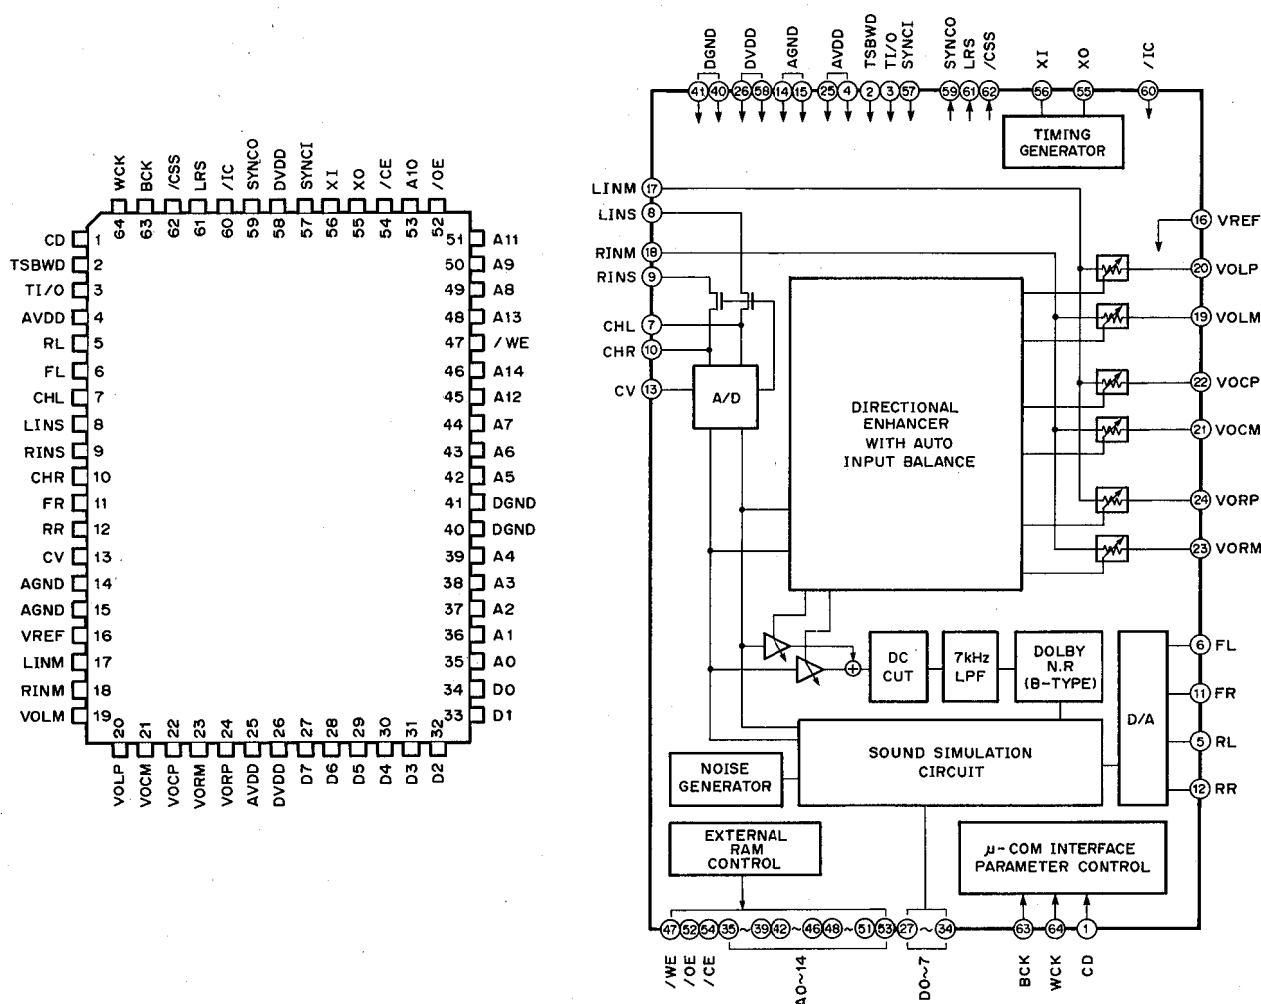 WCK
BCK
/CSS
LRS
/IC
SYNCO
DVDD
SYNCI
XI
XO
/CE
A10
/OE
64 63 62 61 60 59 58 57 56 55 54 53 52
CD 1
TSBWD 2
TI/O 3
AVDD 4
RL 5
FL 6
CHL 7
LINS 8
RINS 9
CHR 10
FR 11
RR 12
CV 13
AGND 14
AGND 15
VREF 16
LINM 17
RINM 18
VOLM 19
51 A11
50 A9
49 A8
48 A13
47 /WE
46 A14
45 A12
44 A7
43 A6
42 A5
41 DGND
40 DGND
39 A4
38 A3
37 A2
36 A1
35 A0
34 D0
33 D1
20 21 22 23 24 25 26 27 28 29 30 31 32
VOLP
VOCM
VOCP
VORM
VORP
AVDD
DVDD
D7
D6
D5
D4
D3
D2
DGND
DVDD
AGND
AVDD
TSBWD
TI/O
SYNCI
SYNCO
LRS
/CSS
XI
XO
/IC
41 40 26 58 14 15 25 4 2 3 57 59 61 62 56 55 60
TIMING
GENERATOR
LINM 17
LINS 8
RINM 18
RINS 9
CHL 7
CHR 10
CV 13
A/D
DIRECTIONAL
ENHANCER
WITH AUTO
INPUT BALANCE
16 VREF
20 VOLP
19 VOLM
22 VOCP
21 VOCM
24 VORP
23 VORM
DC
CUT
7kHz
LPF
DOLBY
N.R
(B-TYPE)
D/A
6 FL
11 FR
5 RL
12 RR
SOUND SIMULATION
CIRCUIT
NOISE
GENERATOR
EXTERNAL
RAM
CONTROL
μ-COM INTERFACE
PARAMETER CONTROL
47 52 54 35~39 42~46 48~51 53 27~34 63 64 1
/WE
/OE
/CE
A0~14
D0~7
BCK
WCK
CD